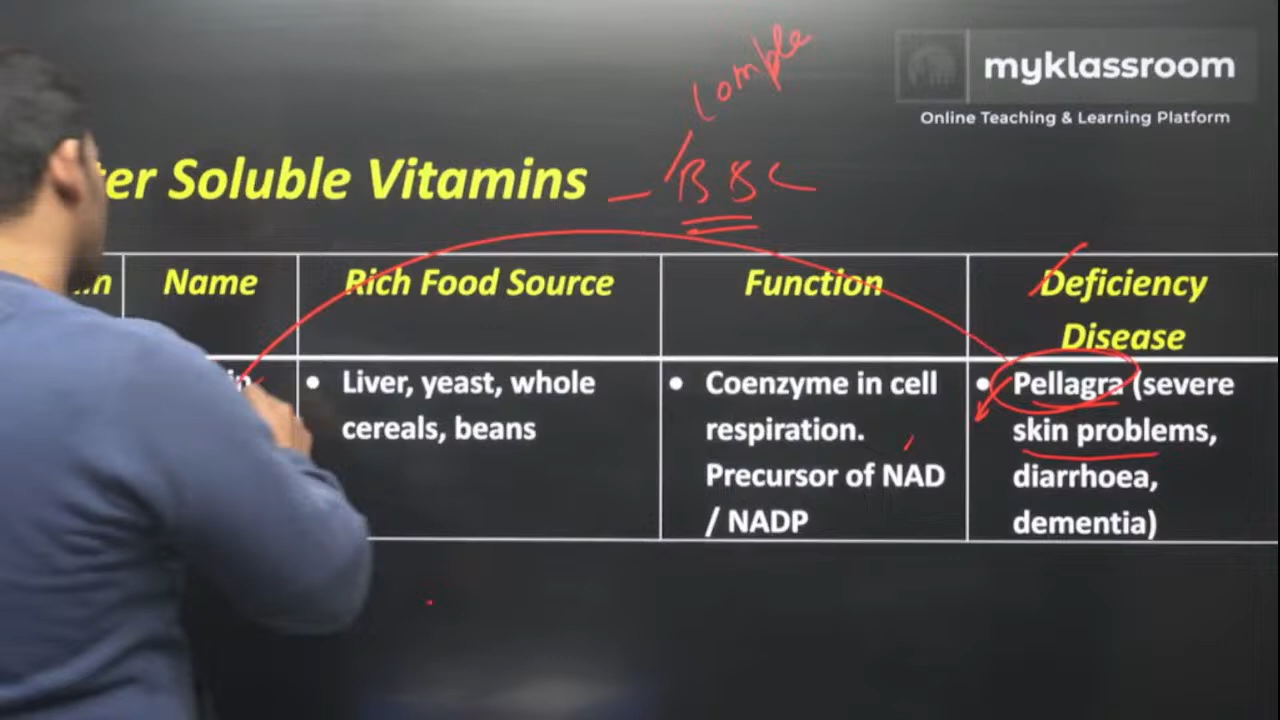 myklassroom
Online Teaching & Learning Platform
comple
ter Soluble Vitamins
B & C
Name
Rich Food Source
Function
Deficiency
Disease
• Liver, yeast, whole
cereals, beans
• Coenzyme in cell
respiration.
Precursor of NAD
/ NADP
• Pellagra (severe
skin problems,
diarrhoea,
dementia)